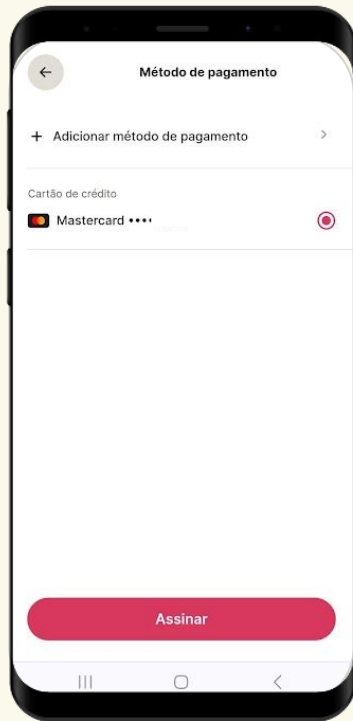 Método de pagamento
+ Adicionar método de pagamento
Cartão de crédito
Mastercard ••••
Assinar